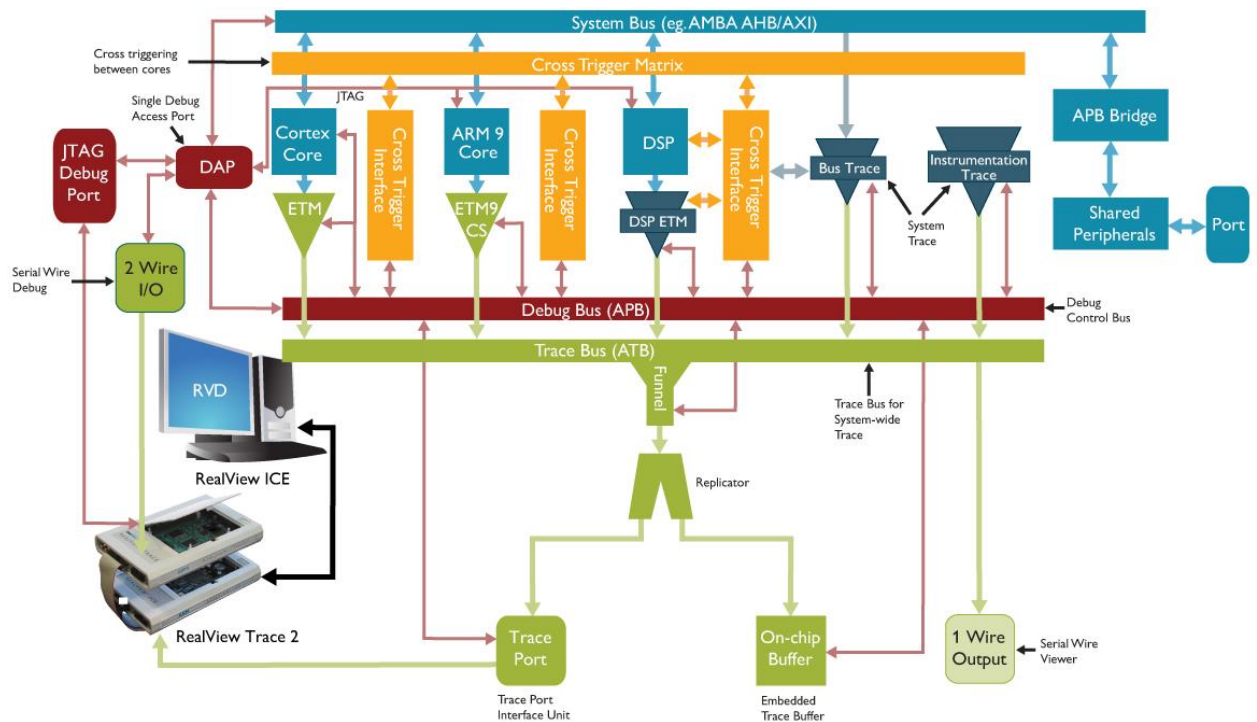 System Bus (eg. AMBA AHB/AXI)
Cross triggering
between cores
Cross Trigger Matrix
JTAG
Single Debug
Access Port
JTAG
Debug
Port
DAP
Cortex
Core
Cross Trigger
Interface
ARM 9
Core
Cross Trigger
Interface
DSP
Cross Trigger
Interface
Bus Trace
Instrumentation
Trace
APB Bridge
ETM
ETM9
CS
DSP ETM
System
Trace
Shared
Peripherals
Port
Serial Wire
Debug
2 Wire
I/O
Debug Bus (APB)
Debug
Control Bus
Trace Bus (ATB)
RVD
Funnel
Trace Bus for
System-wide
Trace
RealView ICE
Replicator
RealView Trace 2
Trace
Port
On-chip
Buffer
1 Wire
Output
Serial Wire
Viewer
Trace Port
Interface Unit
Embedded
Trace Buffer